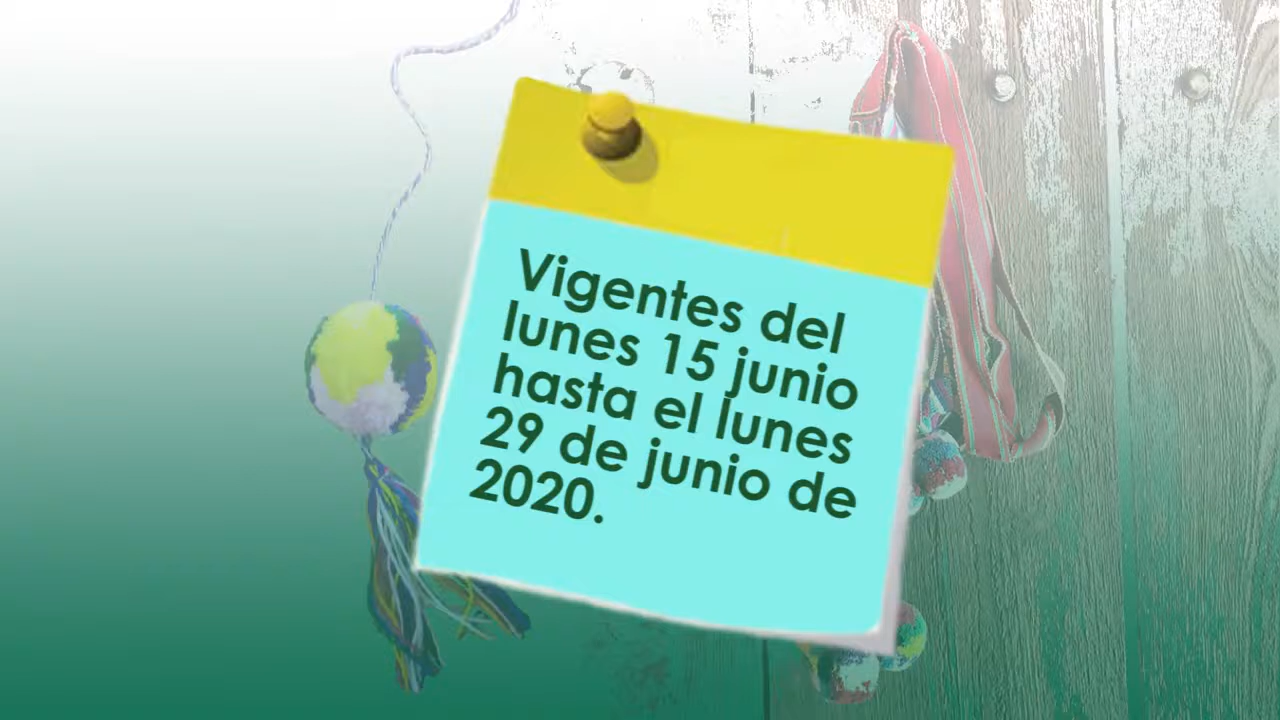 Vigentes del
lunes 15 junio
hasta el lunes
29 de junio de
2020.